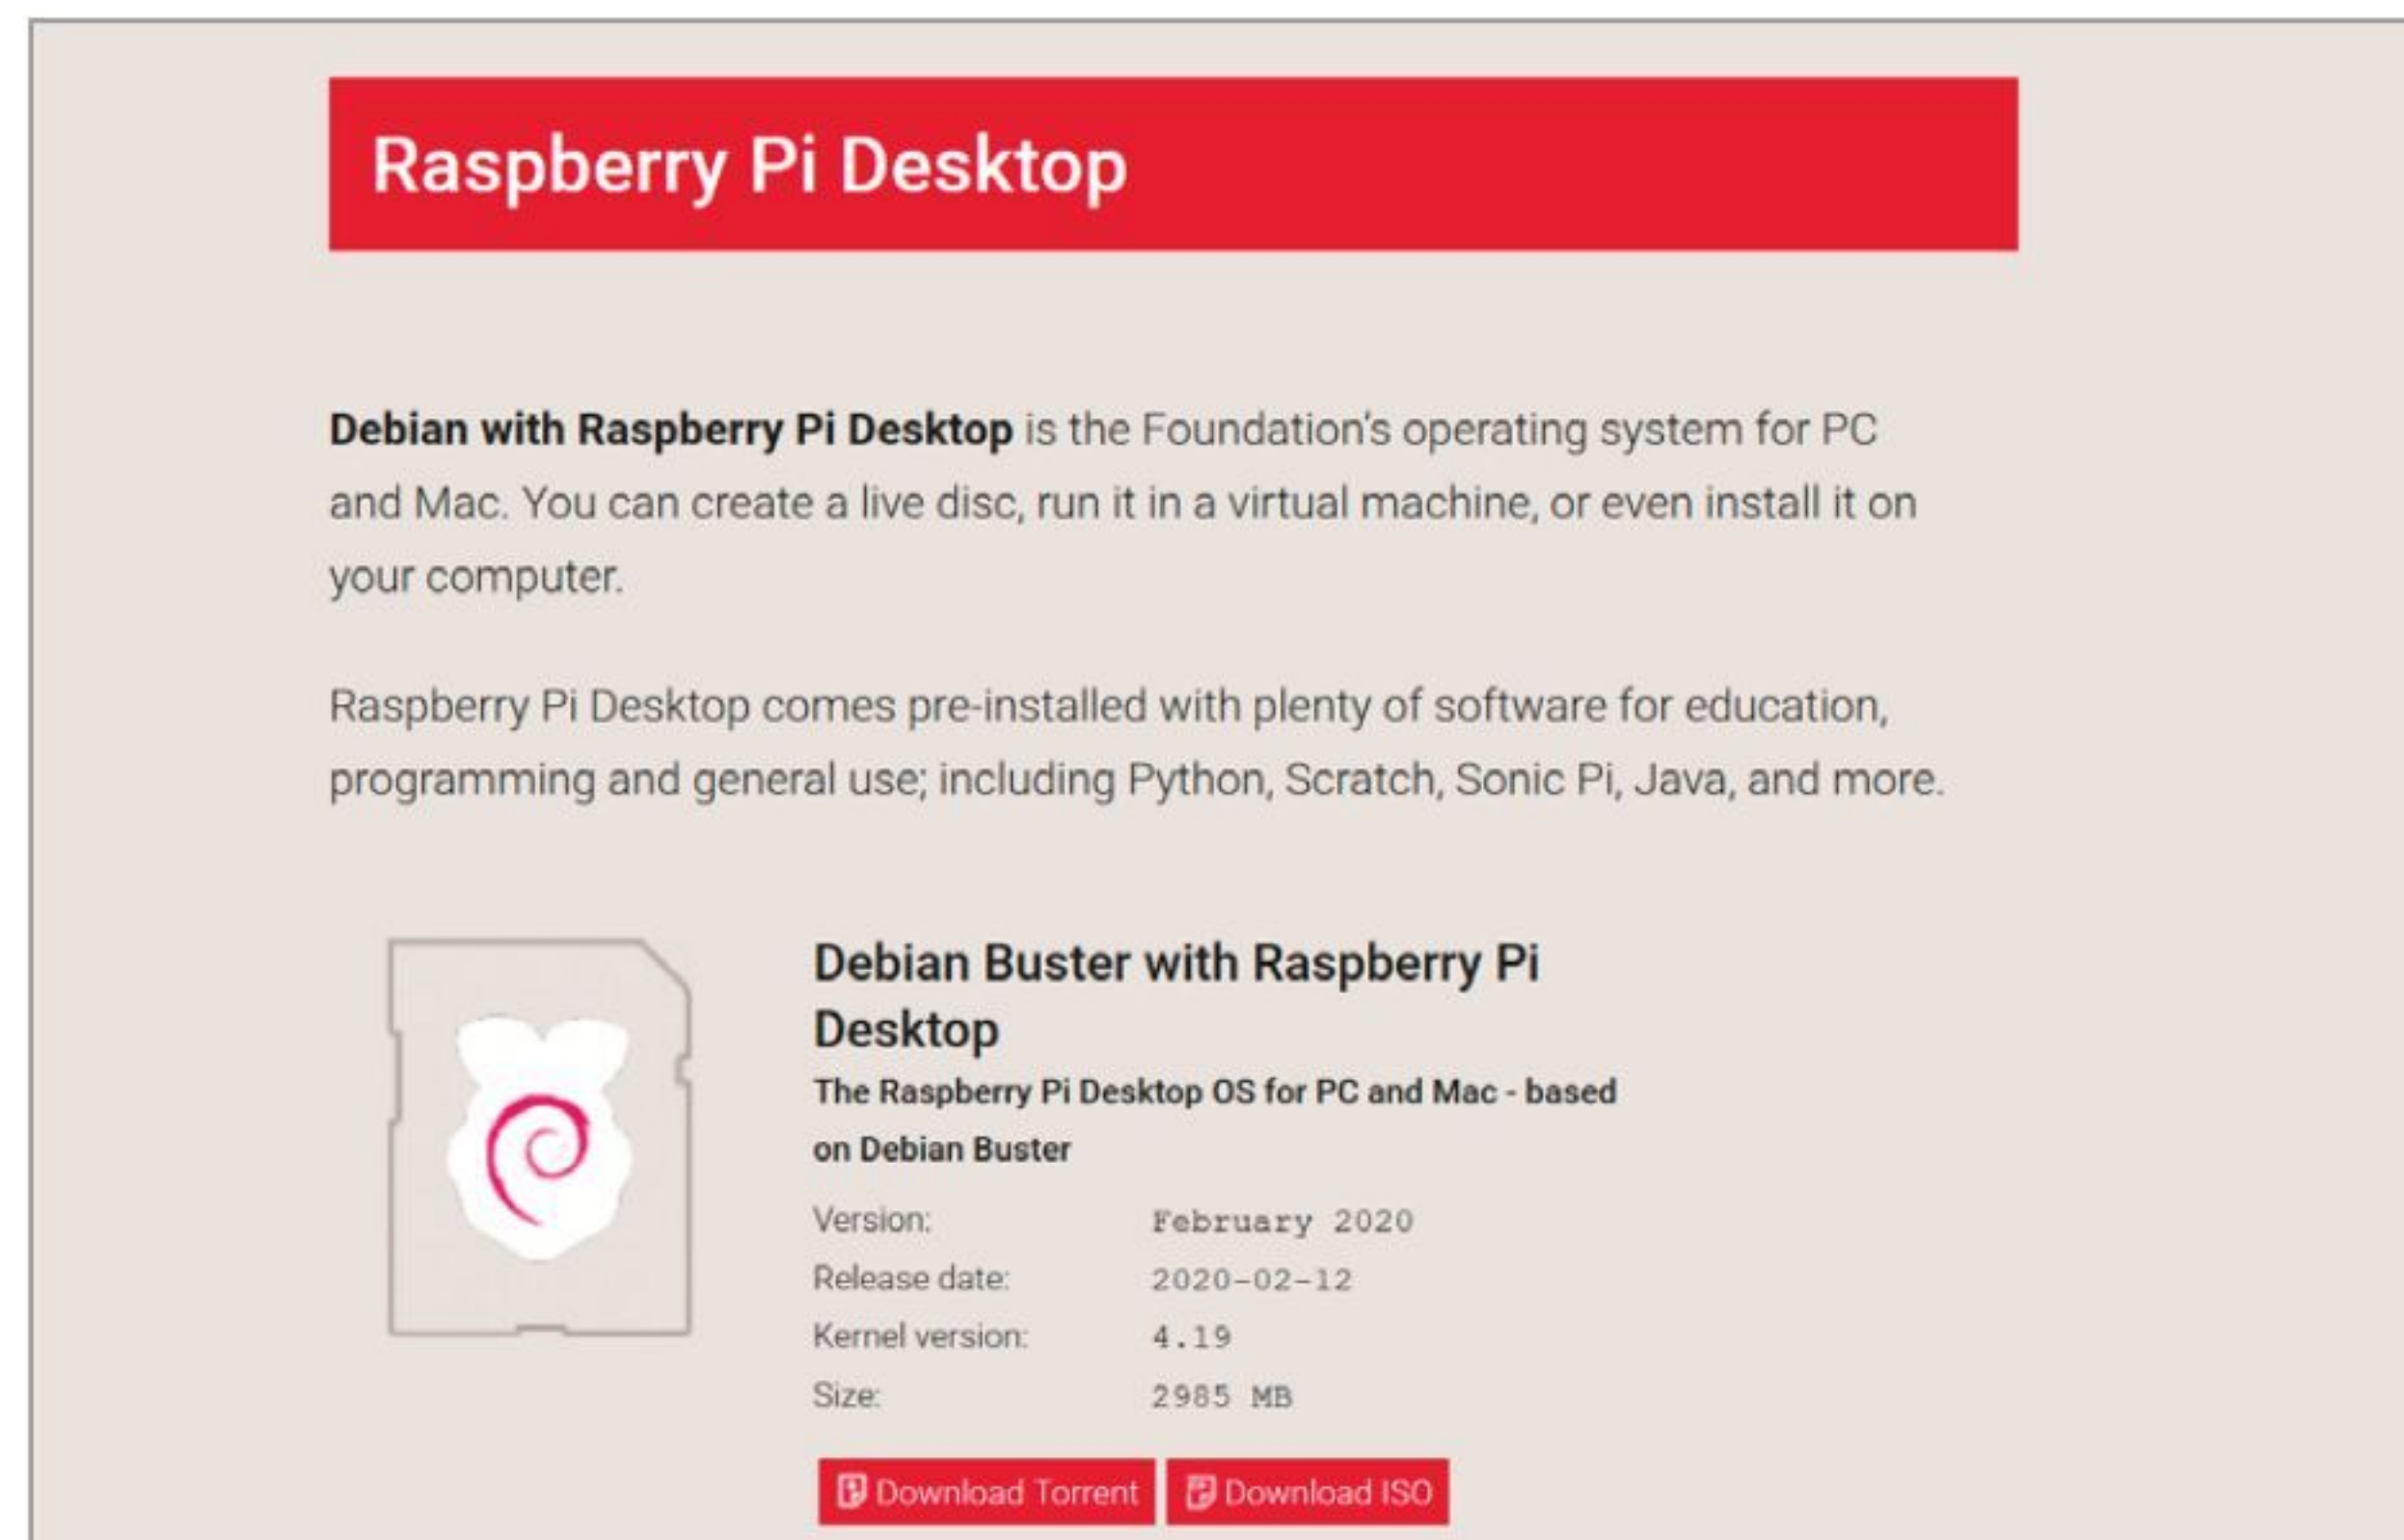 Raspberry Pi Desktop
Debian with Raspberry Pi Desktop is the Foundation's operating system for PC
and Mac. You can create a live disc, run it in a virtual machine, or even install it on
your computer.
Raspberry Pi Desktop comes pre-installed with plenty of software for education,
programming and general use; including Python, Scratch, Sonic Pi, Java, and more.
Debian Buster with Raspberry Pi
Desktop
The Raspberry Pi Desktop OS for PC and Mac - based
on Debian Buster
Version: February 2020
Release date: 2020-02-12
Kernel version: 4.19
Size: 2985 MB
Download Torrent Download ISO